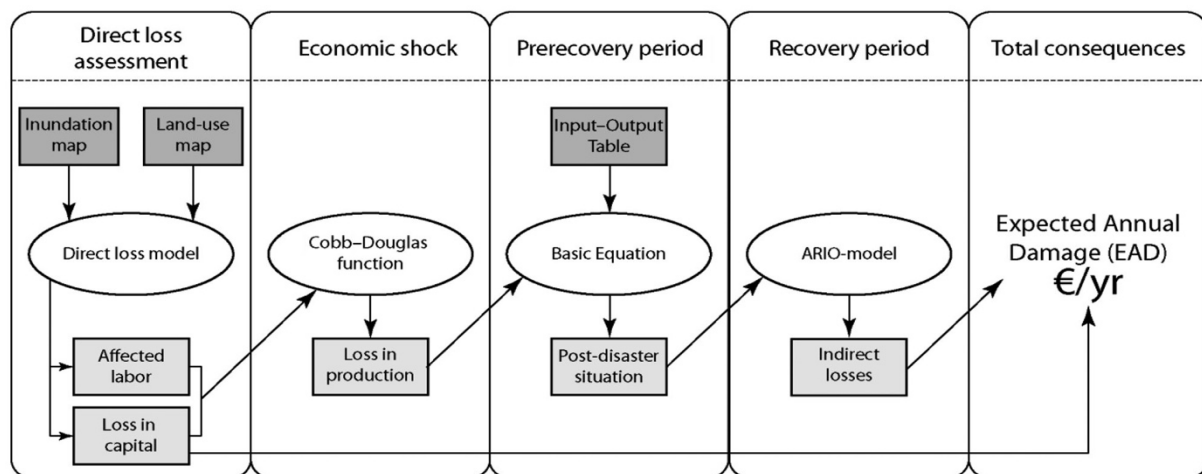 Direct loss
assessment
Economic shock
Prerecovery period
Recovery period
Total consequences
Inundation
map
Land-use
map
Input–Output
Table
Direct loss model
Cobb–Douglas
function
Basic Equation
ARIO-model
Expected Annual
Damage (EAD)
€/yr
Affected
labor
Loss in
capital
Loss in
production
Post-disaster
situation
Indirect
losses